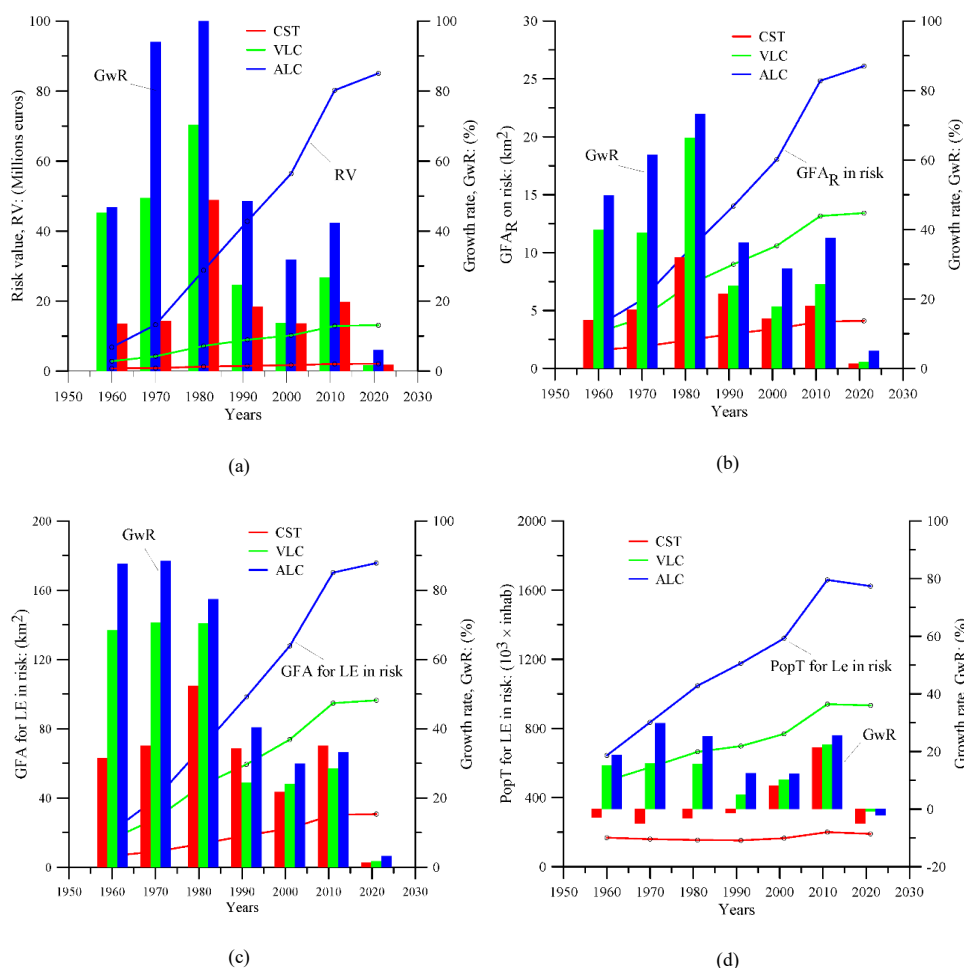 CST
VLC
ALC
GwR
RV
Risk value, RV: (Millions euros)
Growth rate, GwR: (%)
100
80
60
40
20
0
100
80
60
40
20
0
1950 1960 1970 1980 1990 2000 2010 2020 2030
Years
(a)
CST
VLC
ALC
GwR
GFAR in risk
GFAR on risk: (km2)
Growth rate, GwR: (%)
30
25
20
15
10
5
0
100
80
60
40
20
0
1950 1960 1970 1980 1990 2000 2010 2020 2030
Years
(b)
CST
VLC
ALC
GwR
GFA for LE in risk
GFA for LE in risk: (km2)
Growth rate, GwR: (%)
200
160
120
80
40
0
100
80
60
40
20
0
1950 1960 1970 1980 1990 2000 2010 2020 2030
Years
(c)
CST
VLC
ALC
PopT for Le in risk
GwR
PopT for LE in risk: (103 × inhab)
Growth rate, GwR: (%)
2000
1600
1200
800
400
0
100
80
60
40
20
0
-20
1950 1960 1970 1980 1990 2000 2010 2020 2030
Years
(d)